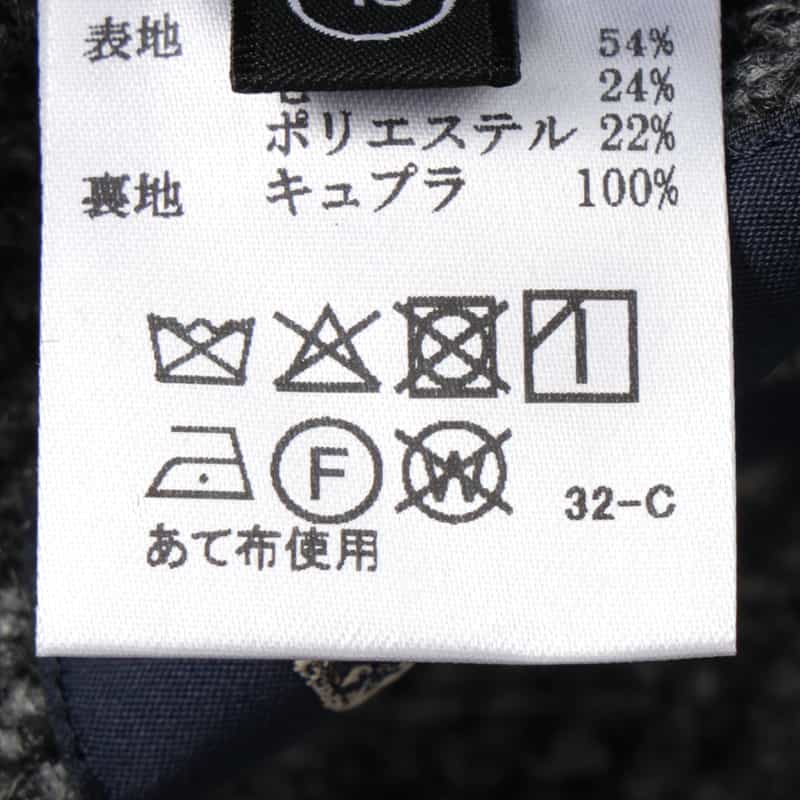 表地 54%
24%
ポリエステル 22%
裏地 キュプラ 100%
F W 32-C
あて布使用